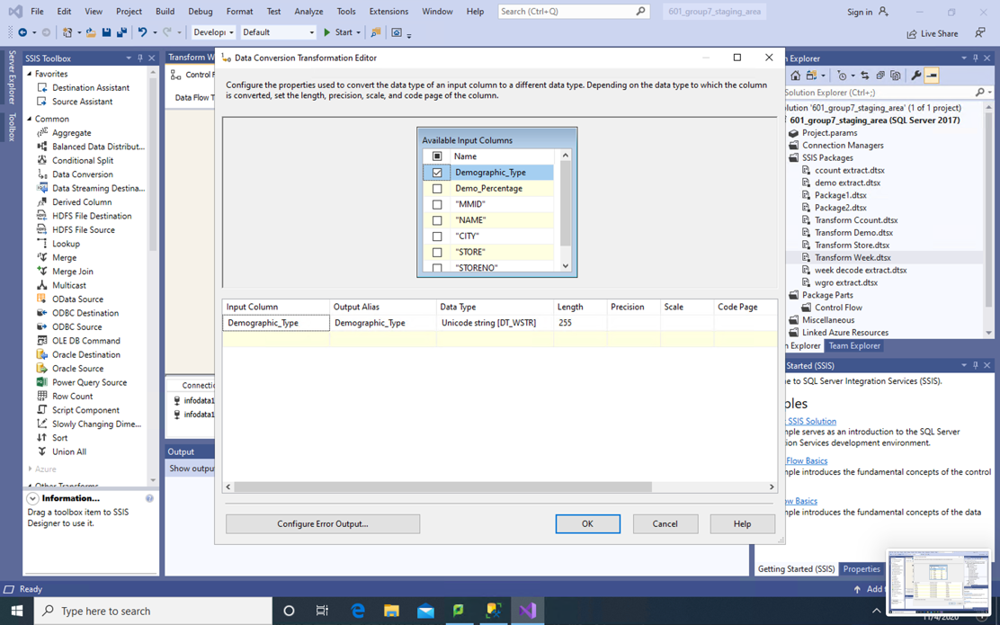 File Edit View Project Build Debug Format Test Analyze Tools Extensions Window Help Search (Ctrl+Q) 601_group7_staging_area Sign in
Develop Default Start Live Share
Server Explorer
Toolbox
SSIS Toolbox
Favorites
Destination Assistant
Source Assistant
Common
Aggregate
Balanced Data Distribut...
Conditional Split
Data Conversion
Data Streaming Destina...
Derived Column
HDFS File Destination
HDFS File Source
Lookup
Merge
Merge Join
Multicast
OData Source
ODBC Destination
ODBC Source
OLE DB Command
Oracle Destination
Oracle Source
Power Query Source
Row Count
Script Component
Slowly Changing Dime...
Sort
Union All
Azure
Other Transforms
Information...
Drag a toolbox item to SSIS
Designer to use it.
Transform W
Control F
Data Flow T
Connectio
infodata1
infodata1
Output
Show outpu
Data Conversion Transformation Editor
Configure the properties used to convert the data type of an input column to a different data type. Depending on the data type to which the column
is converted, set the length, precision, scale, and code page of the column.
Available Input Columns
Name
Demographic_Type
Demo_Percentage
"MMID"
"NAME"
"CITY"
"STORE"
"STORENO"
Input Column Output Alias Data Type Length Precision Scale Code Page
Demographic_Type Demographic_Type Unicode string [DT_WSTR] 255
Configure Error Output... OK Cancel Help
n Explorer
Solution Explorer (Ctrl+;)
olution '601_group7_staging_area' (1 of 1 project)
601_group7_staging_area (SQL Server 2017)
Project.params
Connection Managers
SSIS Packages
ccount extract.dtsx
demo extract.dtsx
Package1.dtsx
Package2.dtsx
Transform Ccount.dtsx
Transform Demo.dtsx
Transform Store.dtsx
Transform Week.dtsx
week decode extract.dtsx
wgro extract.dtsx
Package Parts
Control Flow
Miscellaneous
Linked Azure Resources
n Explorer Team Explorer
Started (SSIS)
e to SQL Server Integration Services (SSIS).
ples
SSIS Solution
mple serves as an introduction to the SQL Server
ion Services development environment.
Flow Basics
mple introduces the fundamental concepts of the control
ow Basics
mple introduces the fundamental concepts of the data
Getting Started (SSIS) Properties
Ready Add t
Type here to search
11/4/2020